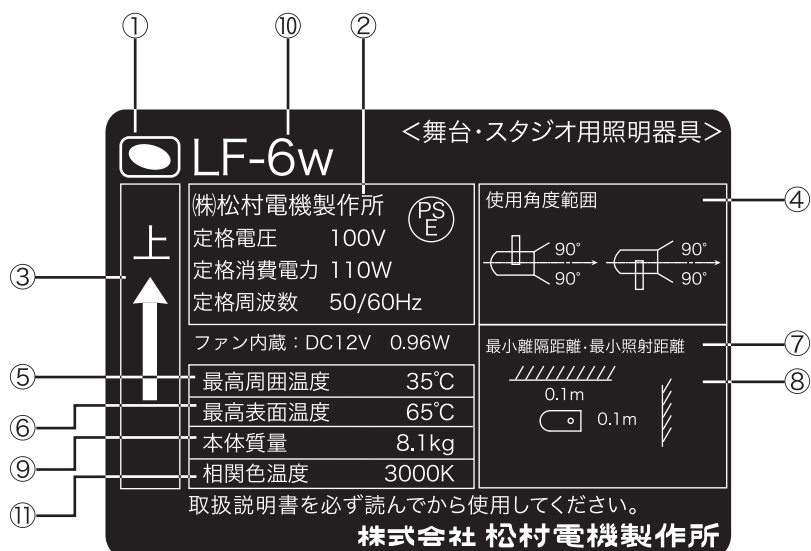 ① ⑩ ②
<舞台・スタジオ用照明器具>
LF-6w
㈱松村電機製作所
PS
E
定格電圧 100V
定格消費電力 110W
定格周波数 50/60Hz
ファン内蔵：DC12V 0.96W
最高周囲温度 35℃
最高表面温度 65℃
本体質量 8.1kg
相関色温度 3000K
上
使用角度範囲
90° 90°
90° 90°
最小離隔距離・最小照射距離
0.1m
0.1m
取扱説明書を必ず読んでから使用してください。
株式会社 松村電機製作所
③
⑤
⑥
⑨
⑪
④
⑦
⑧